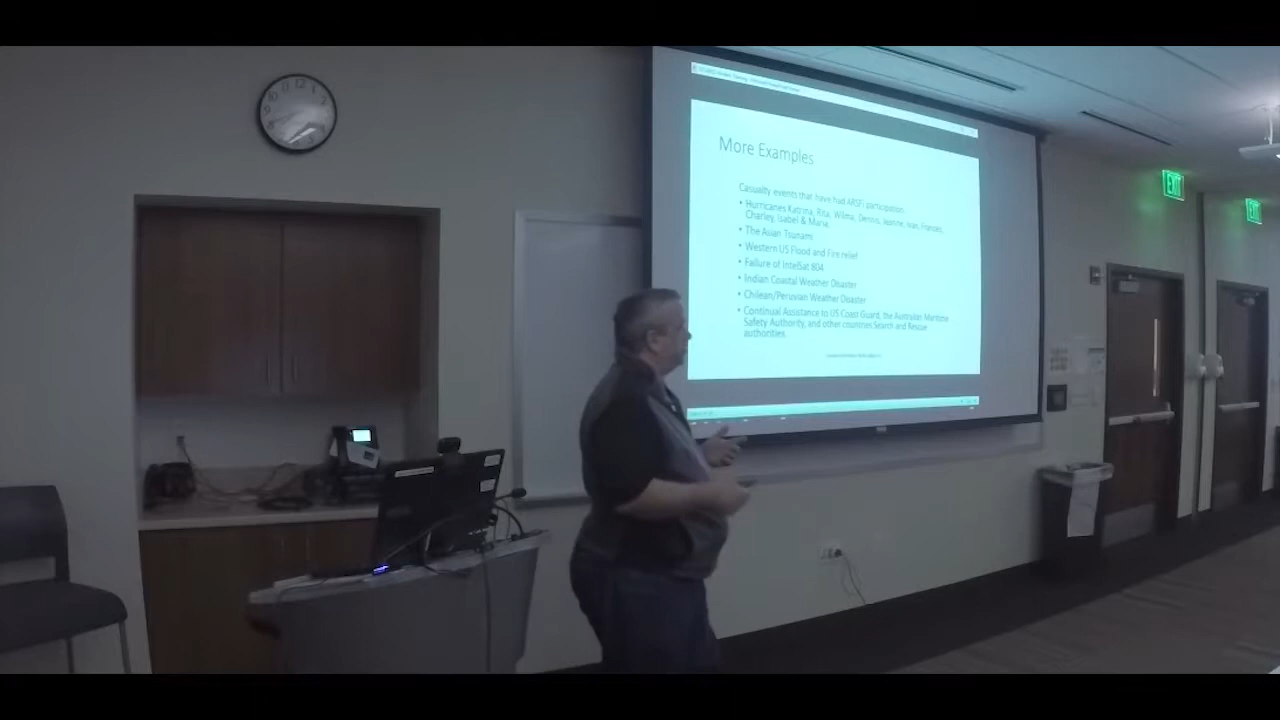 More Examples
Casualty events that have had ARSFI participation:
• Hurricanes Katrina, Rita, Wilma, Dennis, Jeanne, Ivan, Frances,
Charley, Isabel & Maria
• The Asian Tsunami
• Western US Flood and Fire relief
• Failure of IntelSat 804
• Indian Coastal Weather Disaster
• Chilean/Peruvian Weather Disaster
• Continual Assistance to US Coast Guard, the Australian Maritime
Safety Authority, and other countries Search and Rescue
authorities.
EXIT
EXIT